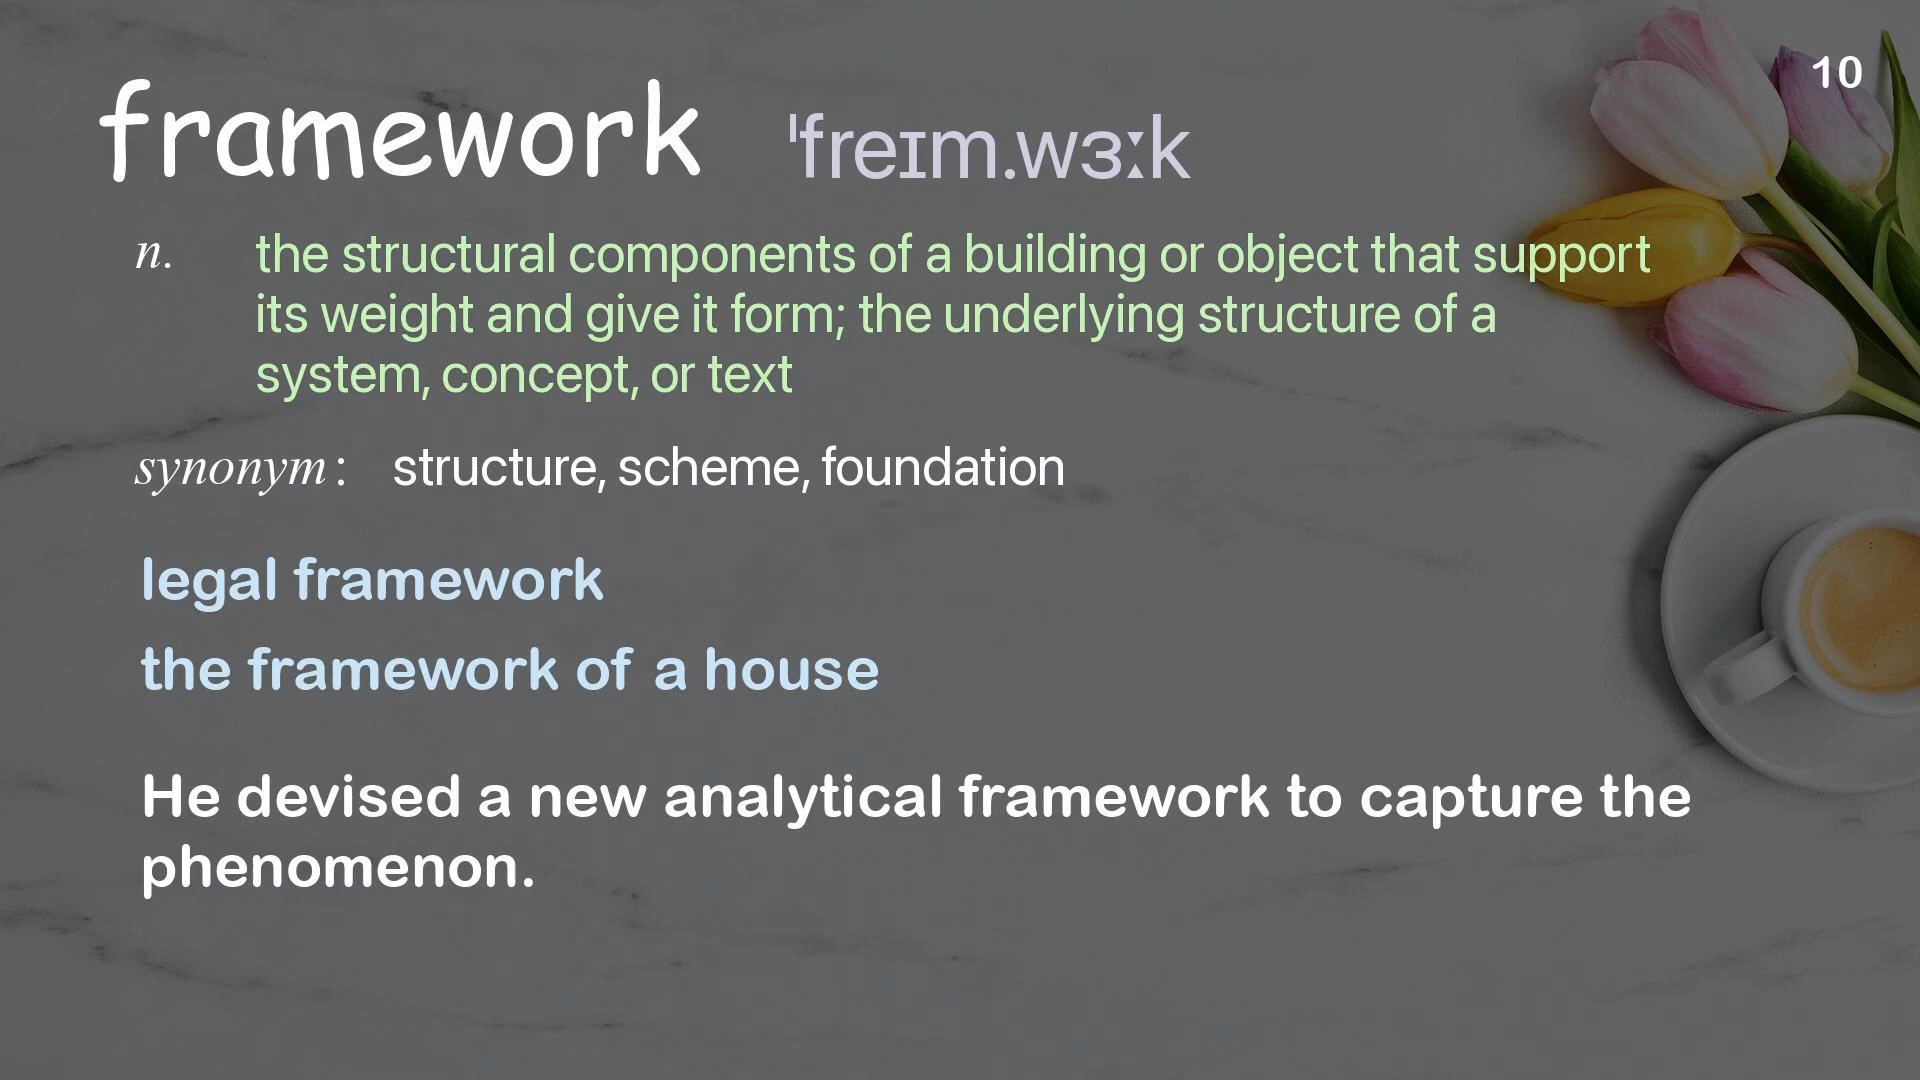 10
framework ˈfreɪm.wɜːk
n. the structural components of a building or object that support
its weight and give it form; the underlying structure of a
system, concept, or text
synonym: structure, scheme, foundation
legal framework
the framework of a house
He devised a new analytical framework to capture the
phenomenon.